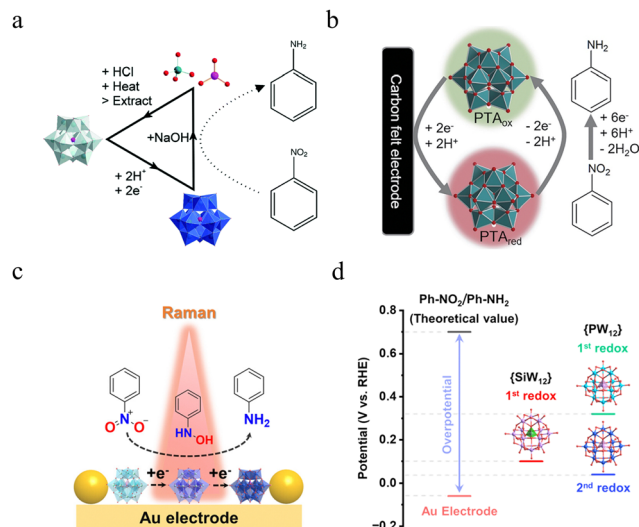 a
+ HCl
+ Heat
> Extract
+NaOH
+ 2H⁺
+ 2e⁻
NH₂
NO₂
b
Carbon felt electrode
PTAox
+ 2e⁻
+ 2H⁺
- 2e⁻
- 2H⁺
PTAred
NH₂
+ 6e⁻
+ 6H⁺
- 2H₂O
NO₂
c
Raman
O N⁺ O⁻
HN OH
NH₂
+e⁻
+e⁻
Au electrode
d
Potential (V vs. RHE)
0.8
0.6
0.4
0.2
0.0
−0.2
Ph-NO₂/Ph-NH₂
(Theoretical value)
Overpotential
Au Electrode
{SiW₁₂}
1st redox
{PW₁₂}
1st redox
2nd redox